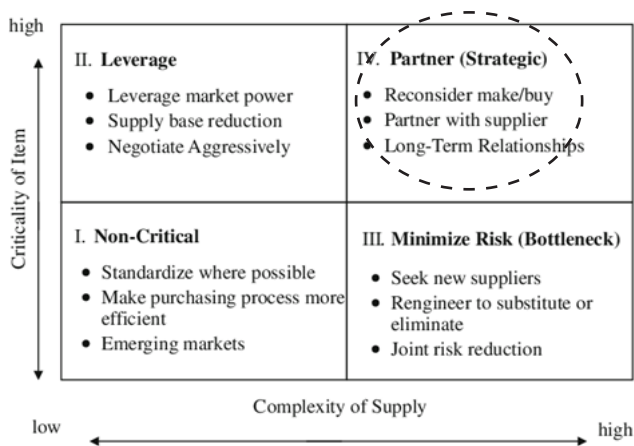 high
II. Leverage
• Leverage market power
• Supply base reduction
• Negotiate Aggressively
IV. Partner (Strategic)
• Reconsider make/buy
• Partner with supplier
• Long-Term Relationships
Criticality of Item
I. Non-Critical
• Standardize where possible
• Make purchasing process more
efficient
• Emerging markets
III. Minimize Risk (Bottleneck)
• Seek new suppliers
• Rengineer to substitute or
eliminate
• Joint risk reduction
Complexity of Supply
low
high